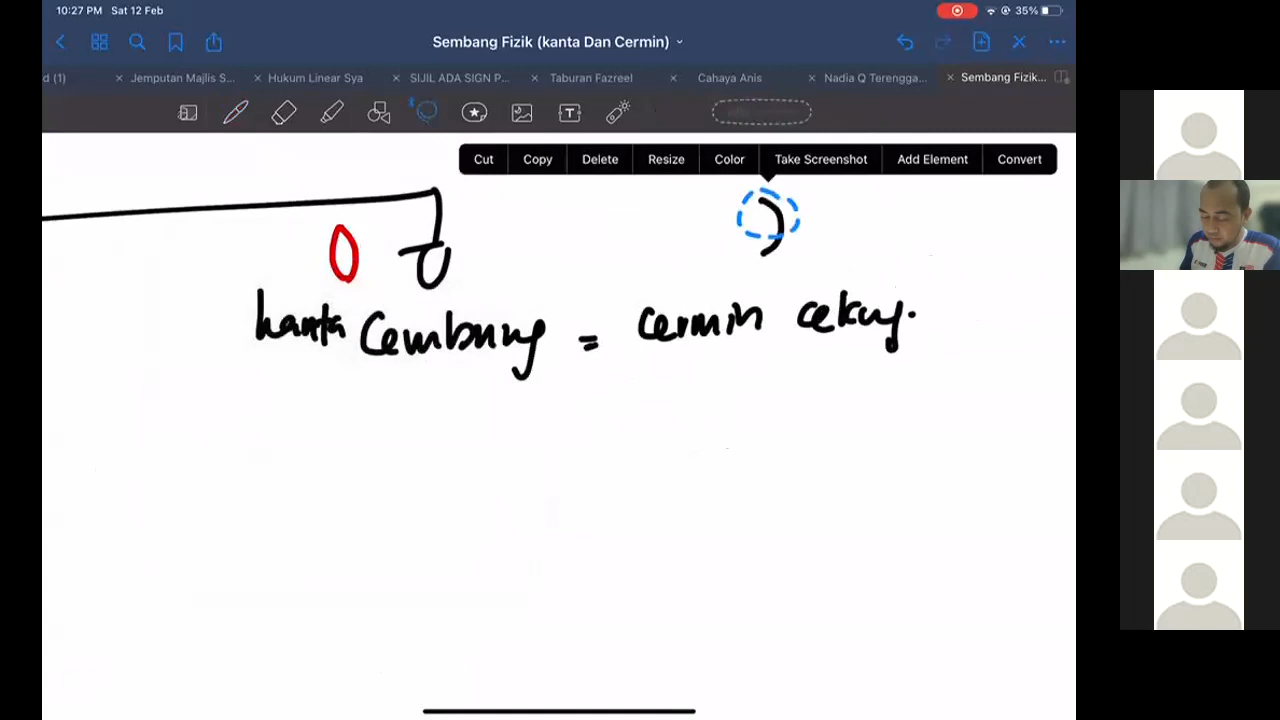 10:27 PM Sat 12 Feb
35%
Sembang Fizik (kanta Dan Cermin)
d (1)
Jemputan Majlis S...
Hukum Linear Sya
SIJIL ADA SIGN P...
Taburan Fazreel
Cahaya Anis
Nadia Q Terengga...
Sembang Fizik...
T
Cut Copy Delete Resize Color Take Screenshot Add Element Convert
kanta Cembung = cermin cekung.